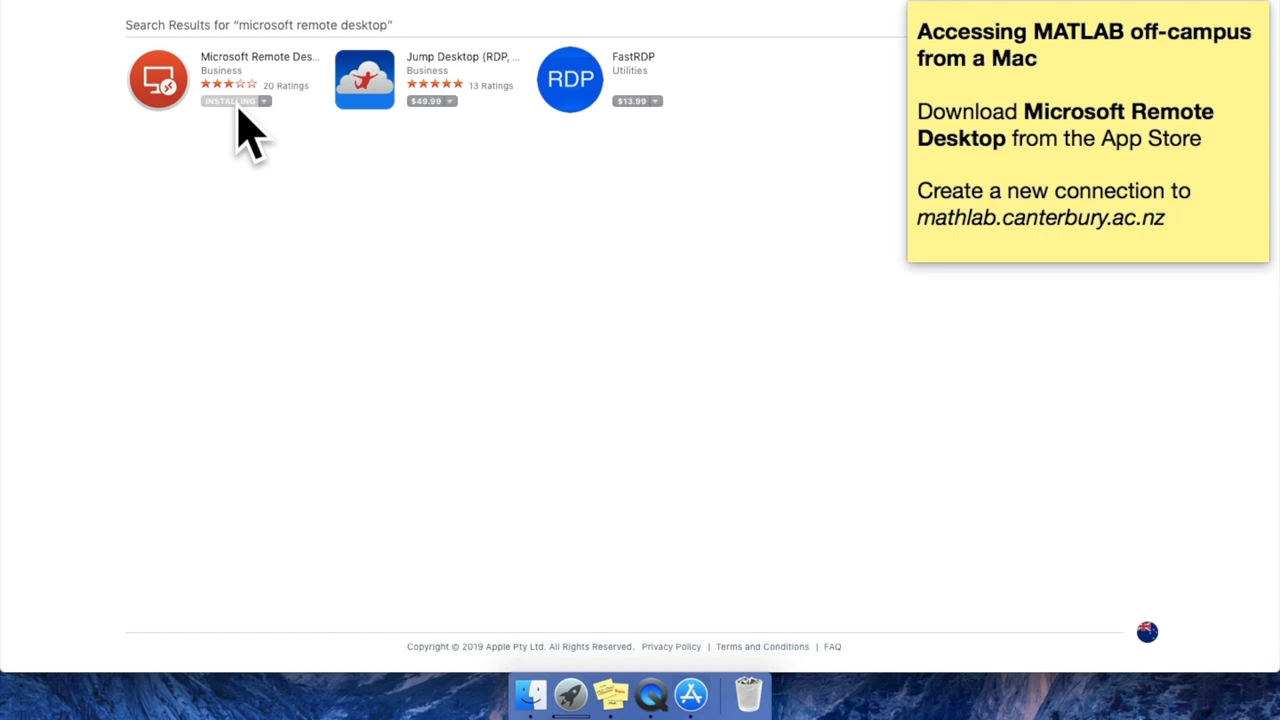 Search Results for “microsoft remote desktop”
Microsoft Remote Des...
Business
20 Ratings
INSTALLING
Jump Desktop (RDP, ...
Business
13 Ratings
$49.99
RDP
FastRDP
Utilities
$13.99
Accessing MATLAB off-campus
from a Mac
Download Microsoft Remote
Desktop from the App Store
Create a new connection to
mathlab.canterbury.ac.nz
Copyright © 2019 Apple Pty Ltd. All Rights Reserved. Privacy Policy | Terms and Conditions | FAQ